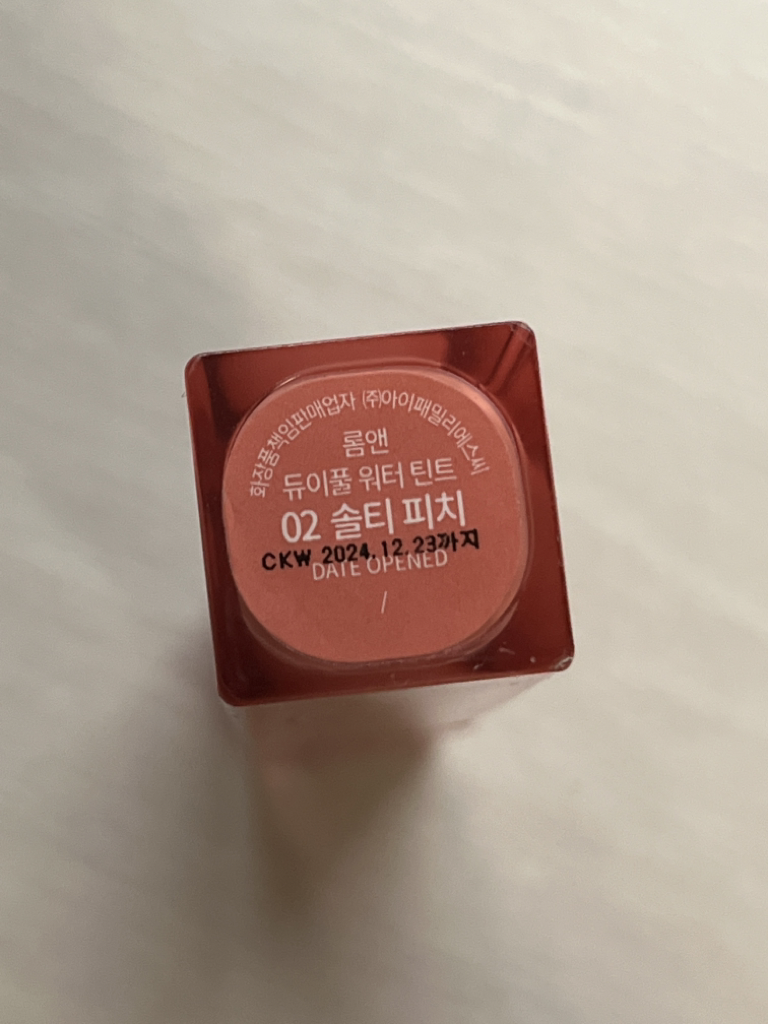 화장품책임판매업자 ㈜아이패밀리에스씨
롬앤
듀이풀 워터 틴트
02 솔티 피치
CKW 2024.12.23까지
DATE OPENED
/